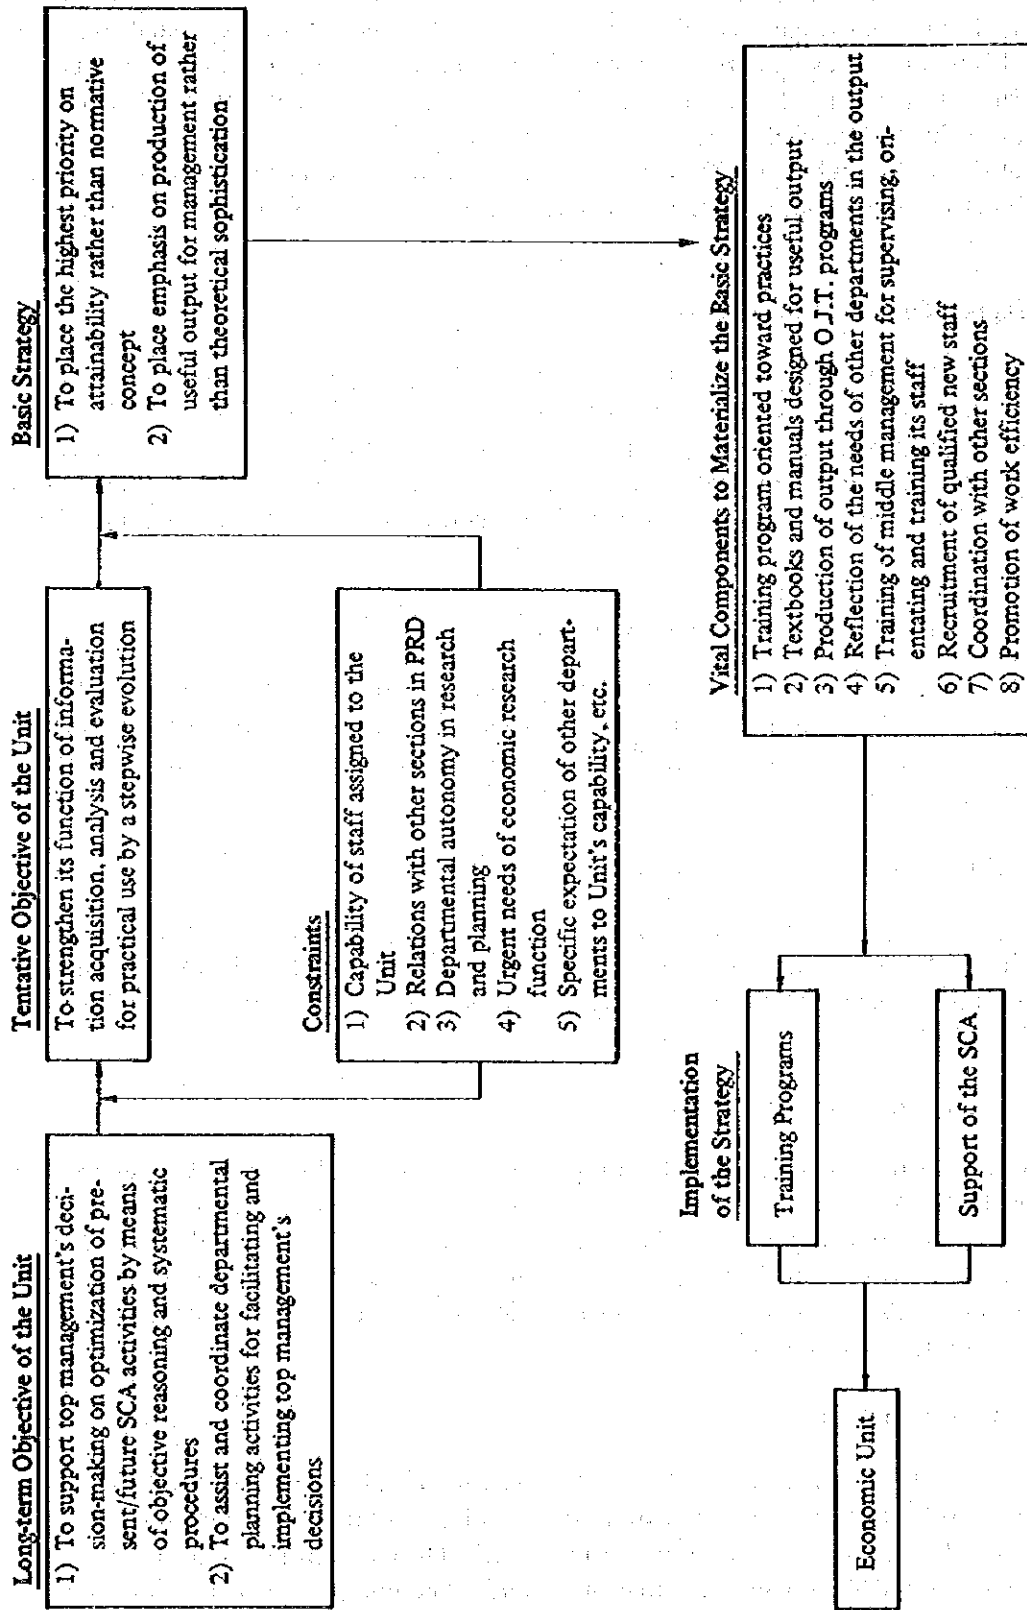 Long-term Objective of the Unit
1) To support top management's deci-
sion-making on optimization of pre-
sent/future SCA activities by means
of objective reasoning and systematic
procedures
2) To assist and coordinate departmental
planning activities for facilitating and
implementing top management's
decisions
Tentative Objective of the Unit
To strengthen its function of informa-
tion acquisition, analysis and evaluation
for practical use by a stepwise evolution
Constraints
1) Capability of staff assigned to the
Unit
2) Relations with other sections in PRD
3) Departmental autonomy in research
and planning
4) Urgent needs of economic research
function
5) Specific expectation of other depart-
ments to Unit's capability, etc.
Basic Strategy
1) To place the highest priority on
attainability rather than normative
concept
2) To place emphasis on production of
useful output for management rather
than theoretical sophistication
Vital Components to Materialize the Basic Strategy
1) Training program oriented toward practices
2) Textbooks and manuals designed for useful output
3) Production of output through O.J.T. programs
4) Reflection of the needs of other departments in the output
5) Training of middle management for supervising, ori-
entating and training its staff
6) Recruitment of qualified new staff
7) Coordination with other sections
8) Promotion of work efficiency
Implementation
of the Strategy
Training Programs
Support of the SCA
Economic Unit